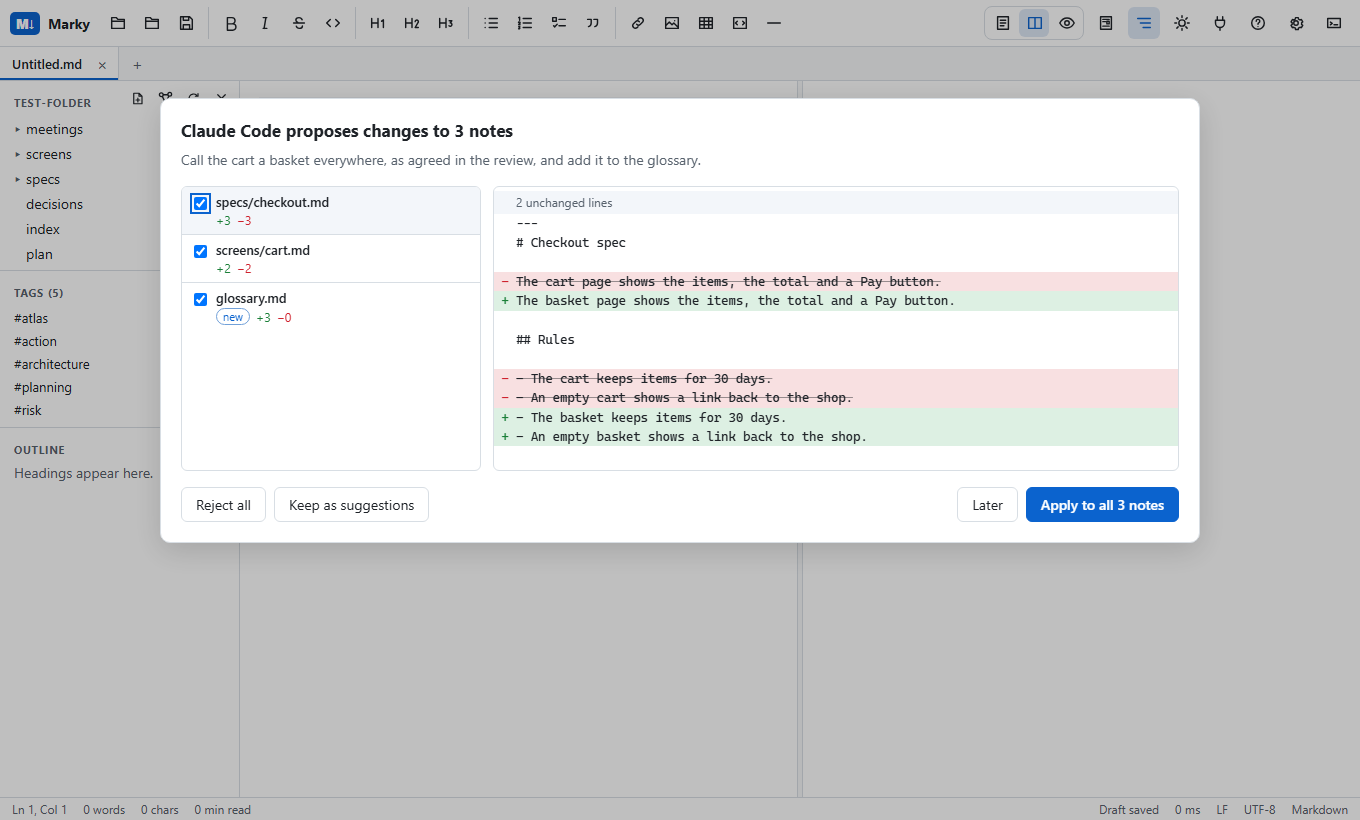 M↓ Marky B I S <> H1 H2 H3
Untitled.md × +
TEST-FOLDER
meetings
screens
specs
decisions
index
plan
TAGS (5)
#atlas
#action
#architecture
#planning
#risk
OUTLINE
Headings appear here.
Claude Code proposes changes to 3 notes
Call the cart a basket everywhere, as agreed in the review, and add it to the glossary.
specs/checkout.md
+3 −3
screens/cart.md
+2 −2
glossary.md
new +3 −0
2 unchanged lines
---
# Checkout spec
− The cart page shows the items, the total and a Pay button.
+ The basket page shows the items, the total and a Pay button.
## Rules
− - The cart keeps items for 30 days.
− - An empty cart shows a link back to the shop.
+ - The basket keeps items for 30 days.
+ - An empty basket shows a link back to the shop.
Reject all Keep as suggestions Later Apply to all 3 notes
Ln 1, Col 1 0 words 0 chars 0 min read Draft saved 0 ms LF UTF-8 Markdown